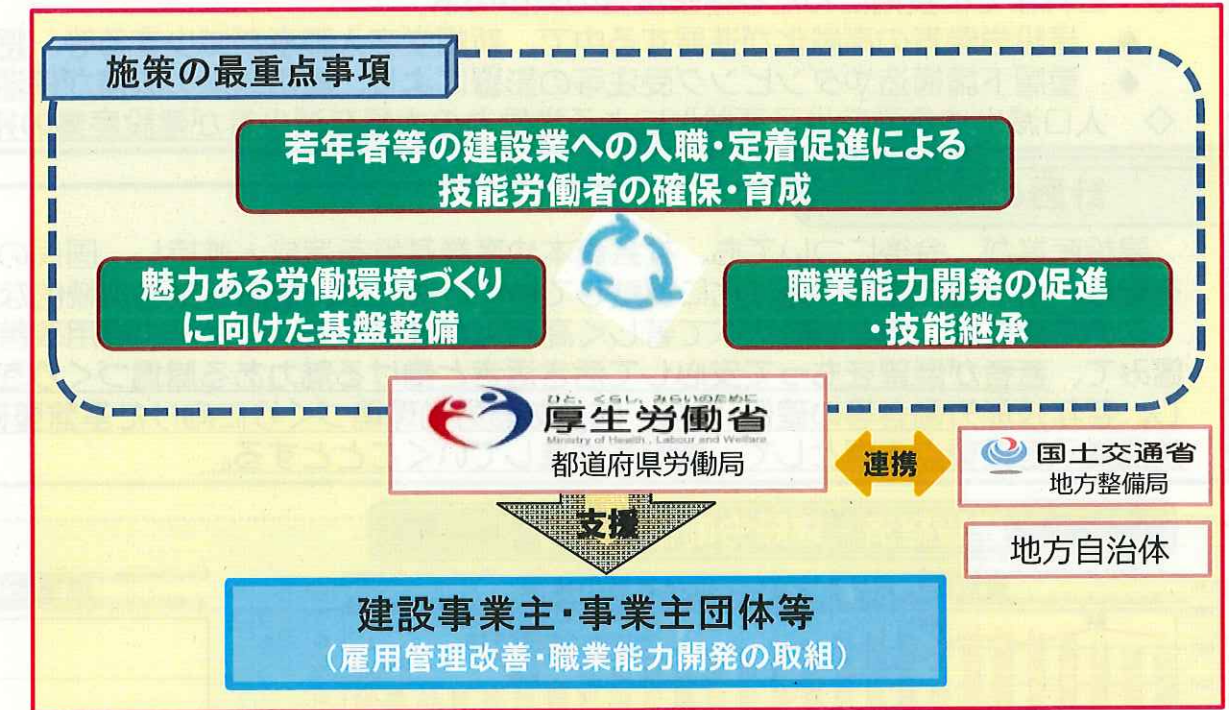 施策の最重点事項
若年者等の建設業への入職・定着促進による
技能労働者の確保・育成
魅力ある労働環境づくり
に向けた基盤整備
職業能力開発の促進
・技能継承
ひと、くらし、みらいのために
厚生労働省
Ministry of Health, Labour and Welfare
都道府県労働局
連携
国土交通省
地方整備局
地方自治体
支援
建設事業主・事業主団体等
(雇用管理改善・職業能力開発の取組)